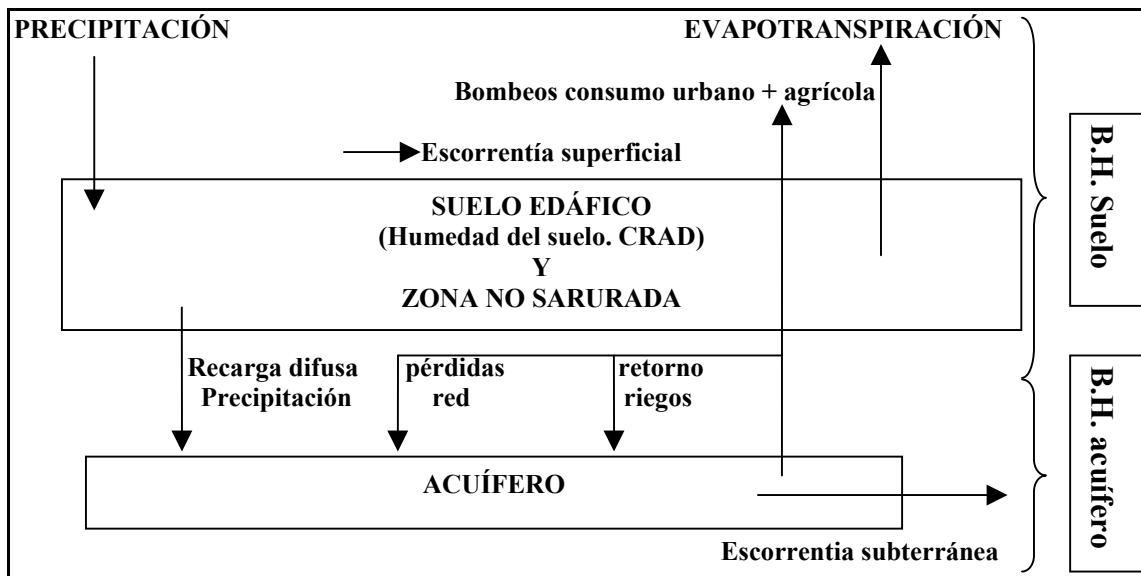 PRECIPITACIÓN
EVAPOTRANSPIRACIÓN
Bombeos consumo urbano + agrícola
Escorrentía superficial
SUELO EDÁFICO
(Humedad del suelo. CRAD)
Y
ZONA NO SARURADA
B.H. Suelo
Recarga difusa
Precipitación
pérdidas
red
retorno
riegos
ACUÍFERO
Escorrentia subterránea
B.H. acuífero